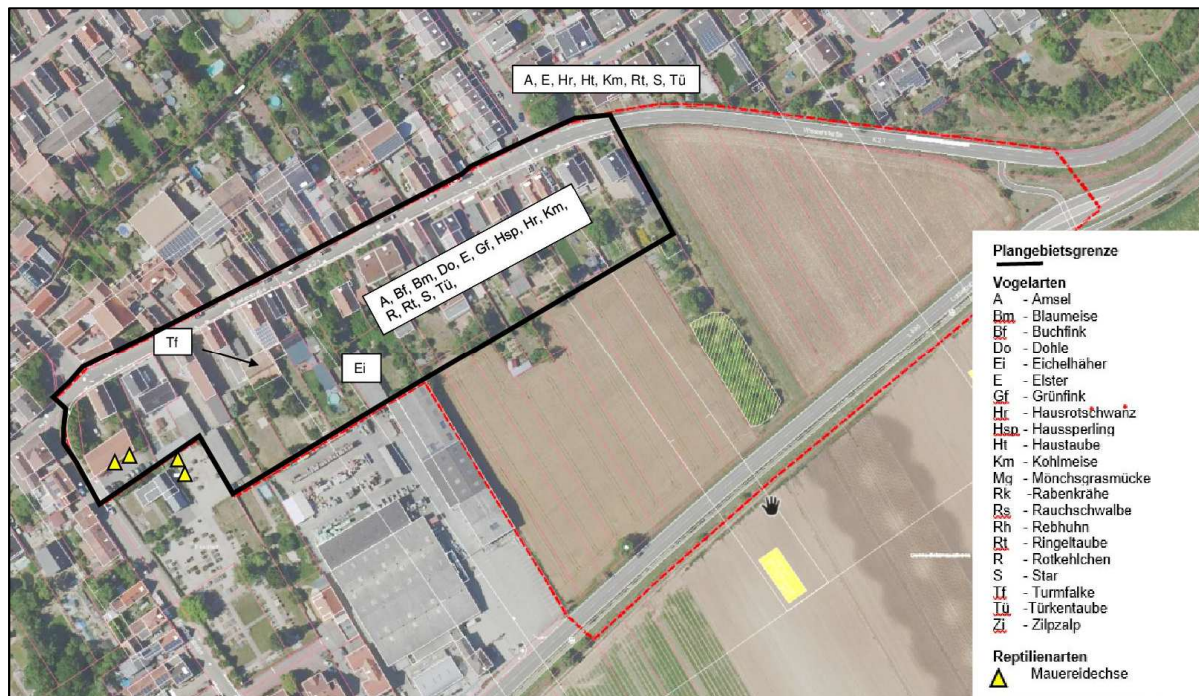 A, E, Hr, Ht, Km, Rt, S, Tü
A, Bf, Bm, Do, E, Gf, Hsp, Hr, Km,
R, Rt, S, Tü,
Tf
Ei
Plangebietsgrenze
Vogelarten
A - Amsel
Bm - Blaumeise
Bf - Buchfink
Do - Dohle
Ei - Eichelhäher
E - Elster
Gf - Grünfink
Hr - Hausrotschwanz
Hsp - Haussperling
Ht - Haustaube
Km - Kohlmeise
Mg - Mönchsgrasmücke
Rk -Rabenkrähe
Rs - Rauchschwalbe
Rh - Rebhuhn
Rt - Ringeltaube
R - Rotkehlchen
S - Star
Tf - Turmfalke
Tü -Türkentaube
Zi - Zilpzalp
Reptilienarten
Mauereidechse